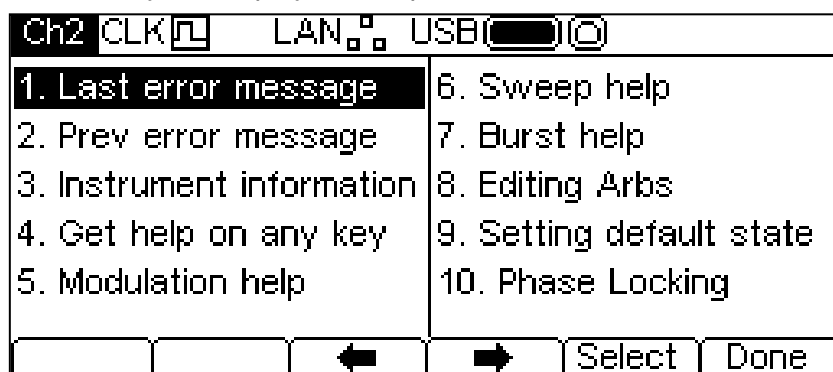 Ch2 CLK LAN USB
1. Last error message
2. Prev error message
3. Instrument information
4. Get help on any key
5. Modulation help
6. Sweep help
7. Burst help
8. Editing Arbs
9. Setting default state
10. Phase Locking
Select Done